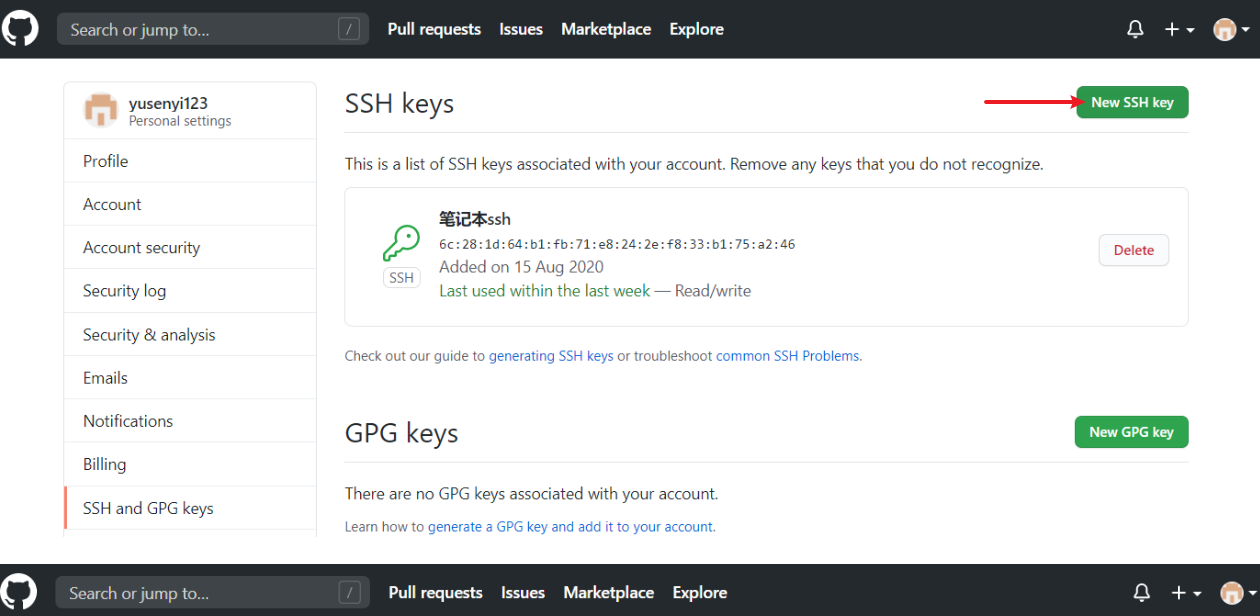 Search or jump to... / Pull requests Issues Marketplace Explore
yusenyi123
Personal settings
Profile
Account
Account security
Security log
Security & analysis
Emails
Notifications
Billing
SSH and GPG keys
SSH keys
New SSH key
This is a list of SSH keys associated with your account. Remove any keys that you do not recognize.
笔记本ssh
6c:28:1d:64:b1:fb:71:e8:24:2e:f8:33:b1:75:a2:46
Added on 15 Aug 2020
Last used within the last week — Read/write
SSH
Delete
Check out our guide to generating SSH keys or troubleshoot common SSH Problems.
GPG keys
New GPG key
There are no GPG keys associated with your account.
Learn how to generate a GPG key and add it to your account.
Search or jump to... / Pull requests Issues Marketplace Explore